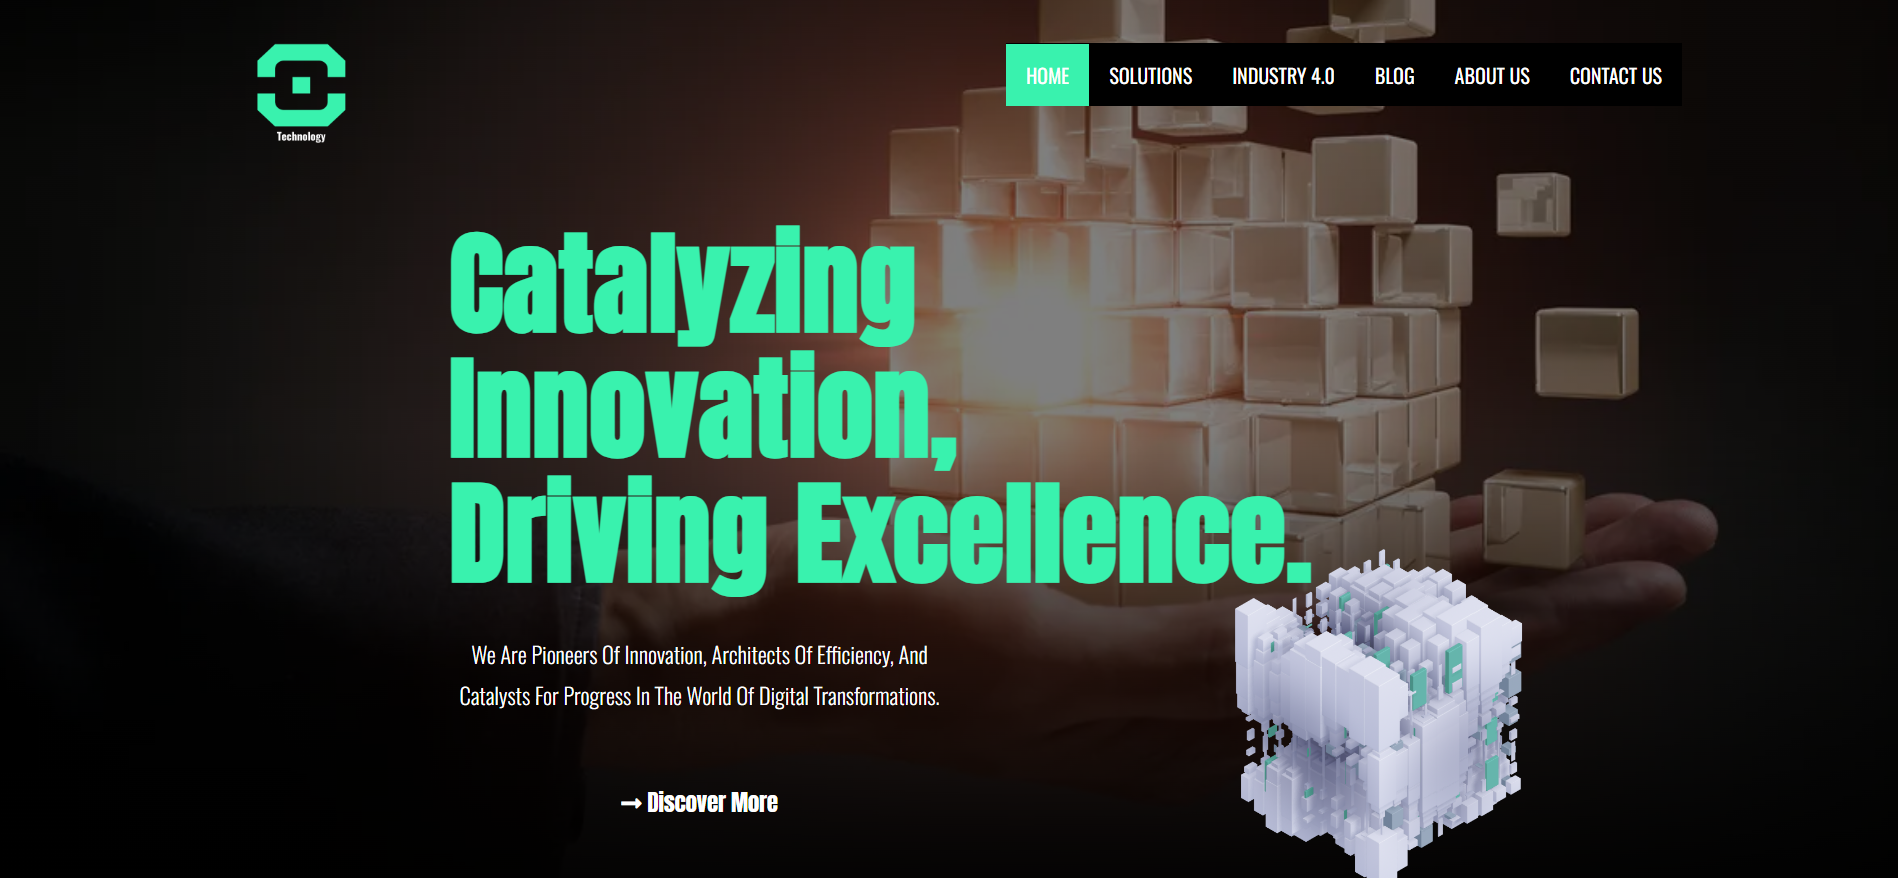 Technology
HOME SOLUTIONS INDUSTRY 4.0 BLOG ABOUT US CONTACT US
Catalyzing
Innovation,
Driving Excellence.
We Are Pioneers Of Innovation, Architects Of Efficiency, And
Catalysts For Progress In The World Of Digital Transformations.
→ Discover More